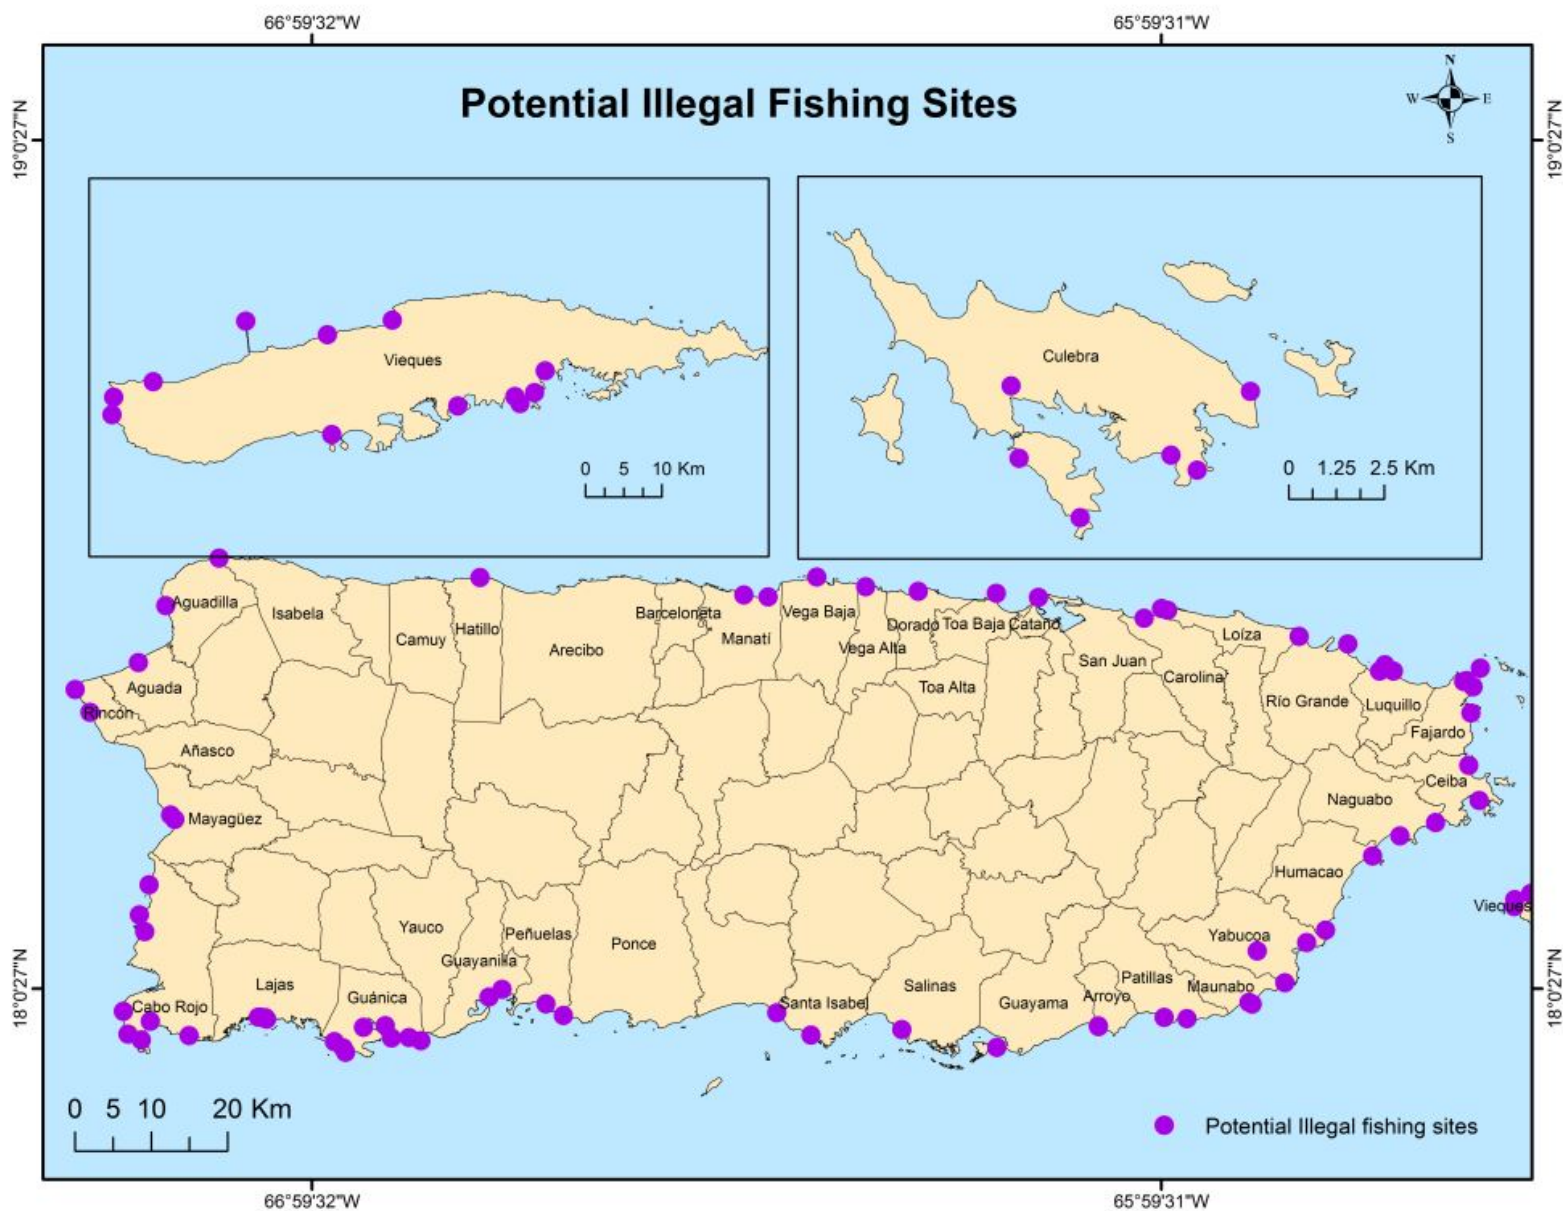 66°59'32"W
65°59'31"W
Potential Illegal Fishing Sites
N
W
E
S
19°0'27"N
19°0'27"N
Vieques
0 5 10 Km
Culebra
0 1.25 2.5 Km
Aguadilla
Isabela
Camuy
Hatillo
Arecibo
Barceloneta
Manatí
Vega Baja
Vega Alta
Dorado
Toa Baja
Cataño
Toa Alta
San Juan
Carolina
Loíza
Río Grande
Luquillo
Fajardo
Ceiba
Aguada
Rincón
Añasco
Mayagüez
Naguabo
Humacao
Vieques
Yauco
Peñuelas
Ponce
Guayanilla
Yabucoa
Lajas
Guánica
Cabo Rojo
Santa Isabel
Salinas
Guayama
Arroyo
Patillas
Maunabo
18°0'27"N
18°0'27"N
0 5 10 20 Km
Potential Illegal fishing sites
66°59'32"W
65°59'31"W